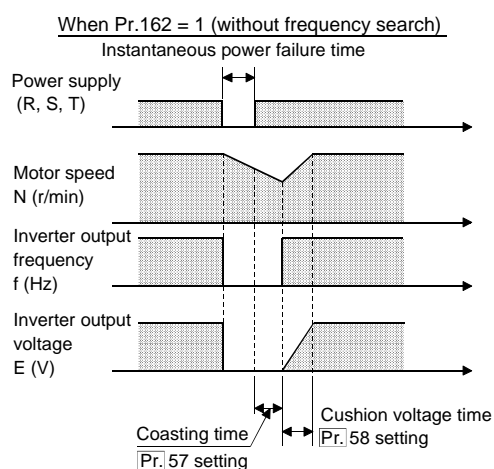 When Pr.162 = 1 (without frequency search)
Instantaneous power failure time
Power supply
(R, S, T)
Motor speed
N (r/min)
Inverter output
frequency
f (Hz)
Inverter output
voltage
E (V)
Coasting time
Pr. 57 setting
Cushion voltage time
Pr. 58 setting